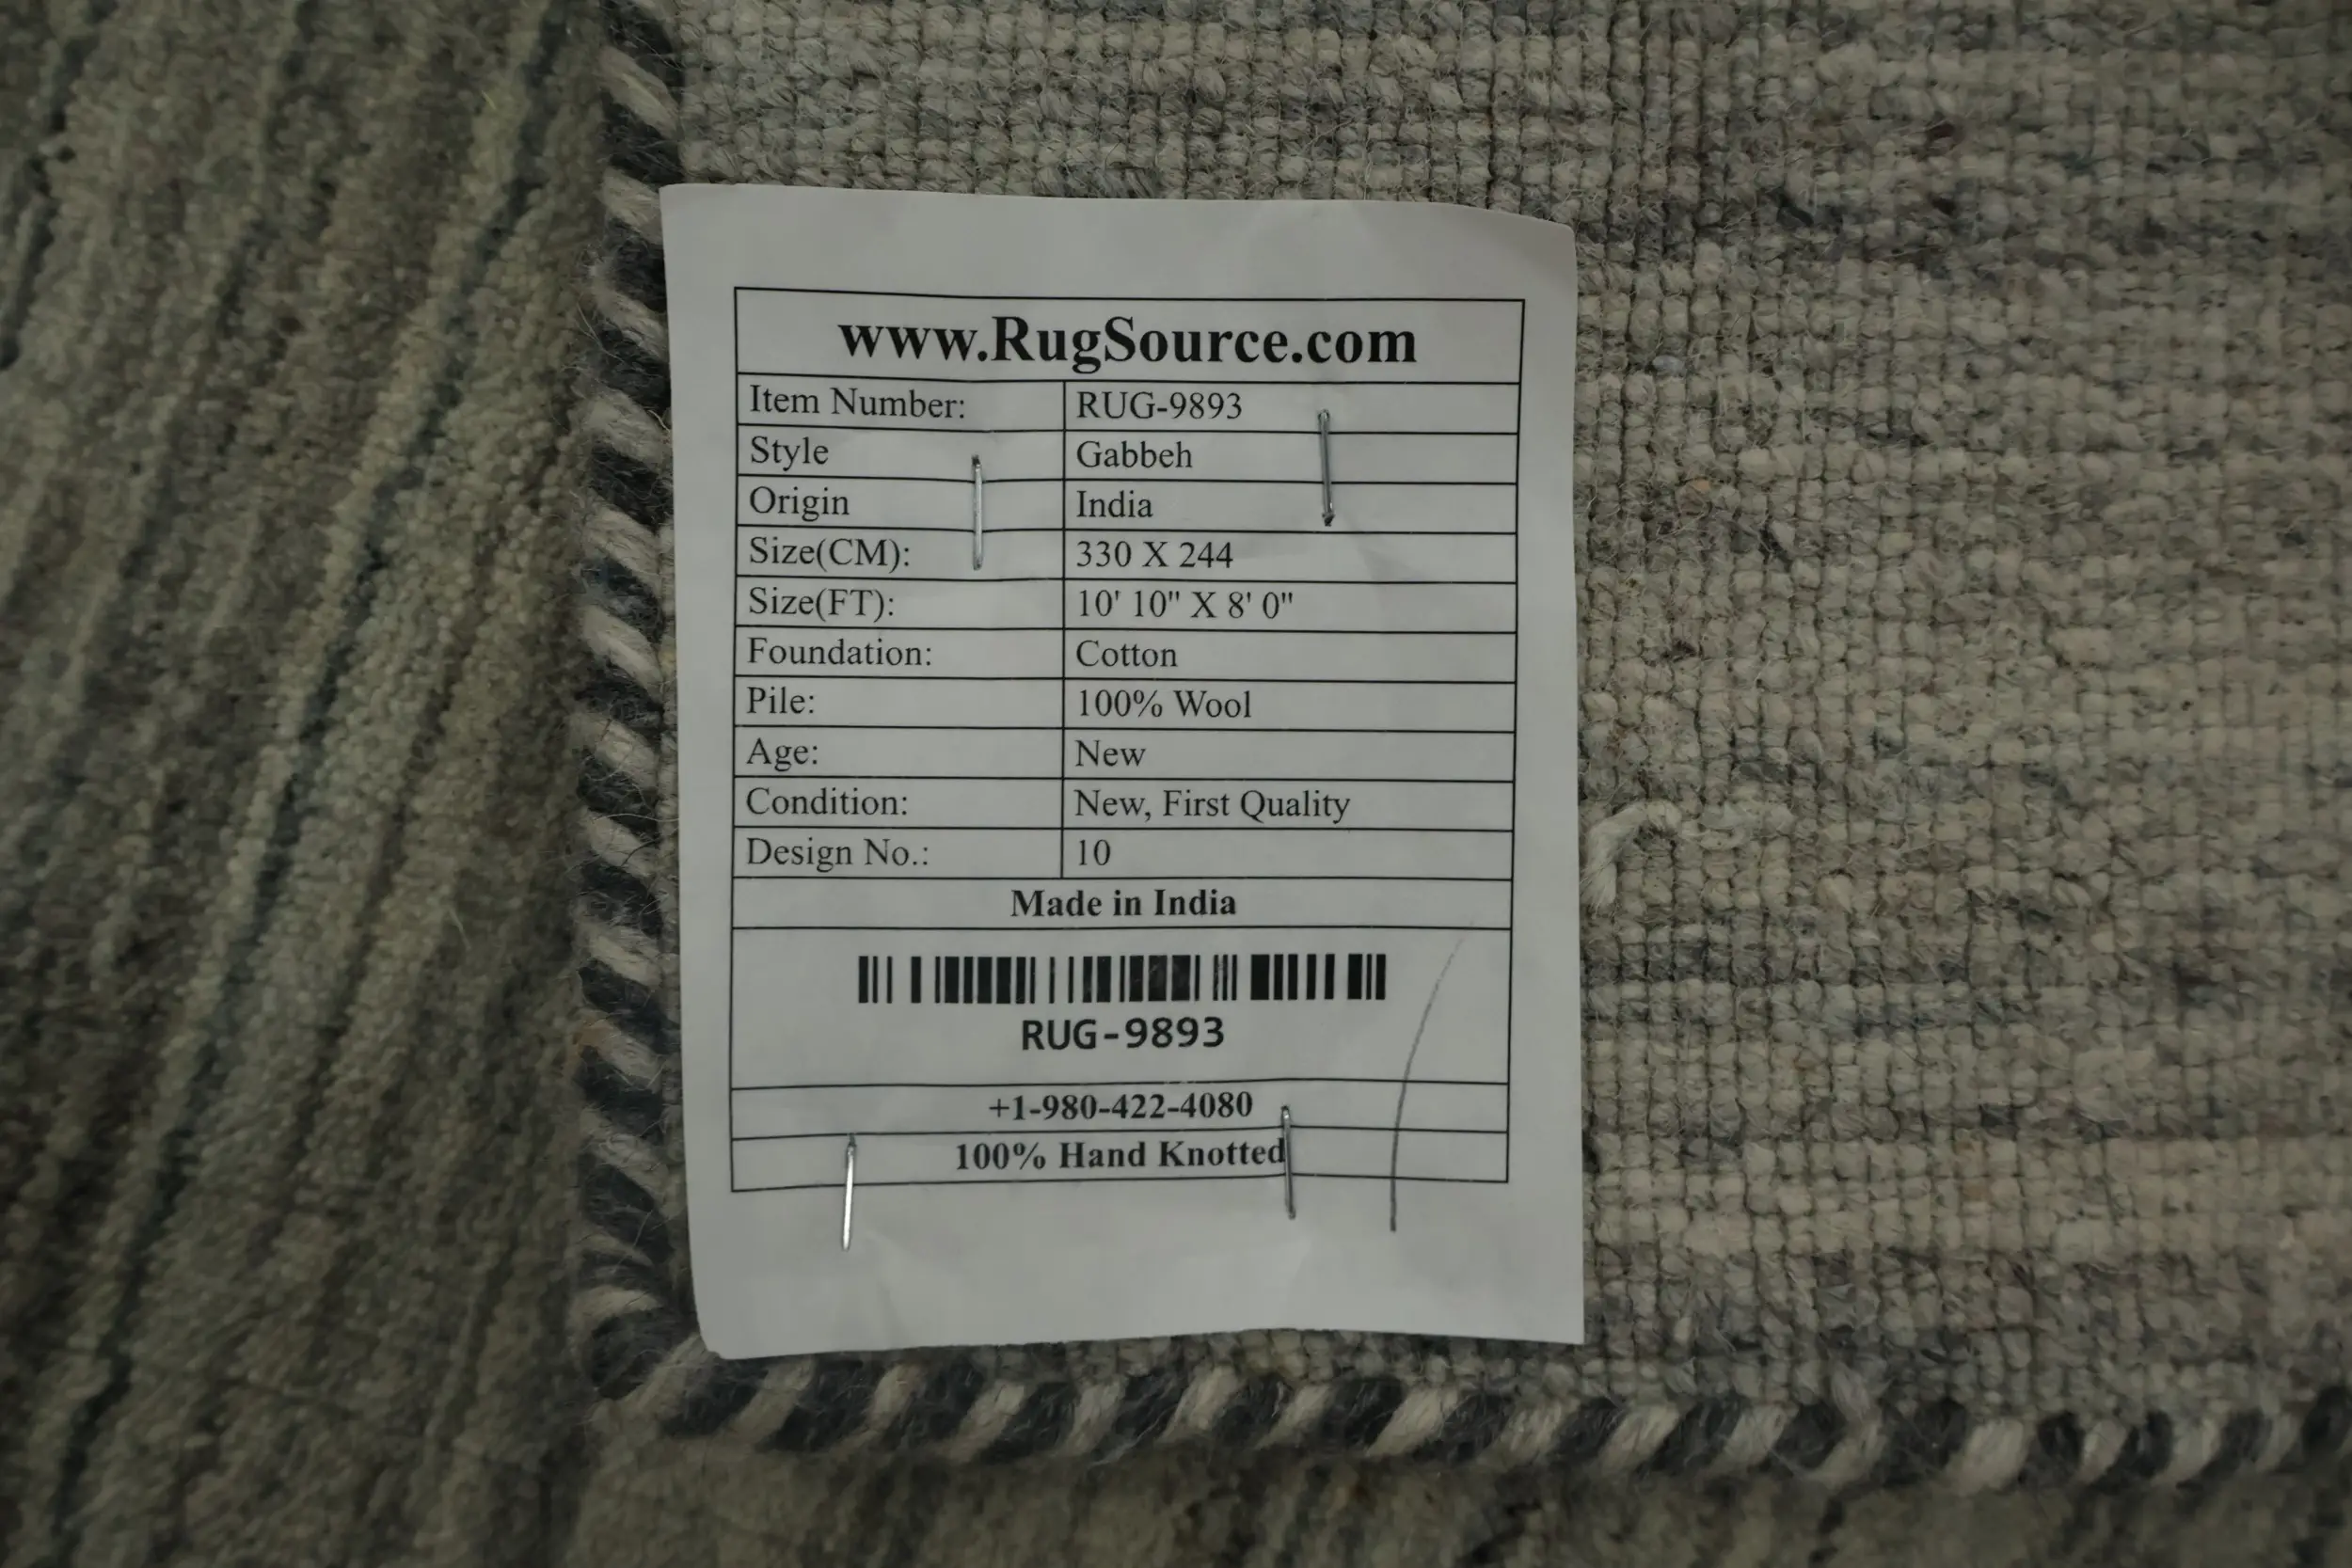 www.RugSource.com
Item Number: RUG-9893
Style Gabbeh
Origin India
Size(CM): 330 X 244
Size(FT): 10' 10" X 8' 0"
Foundation: Cotton
Pile: 100% Wool
Age: New
Condition: New, First Quality
Design No.: 10
Made in India
RUG-9893
+1-980-422-4080
100% Hand Knotted